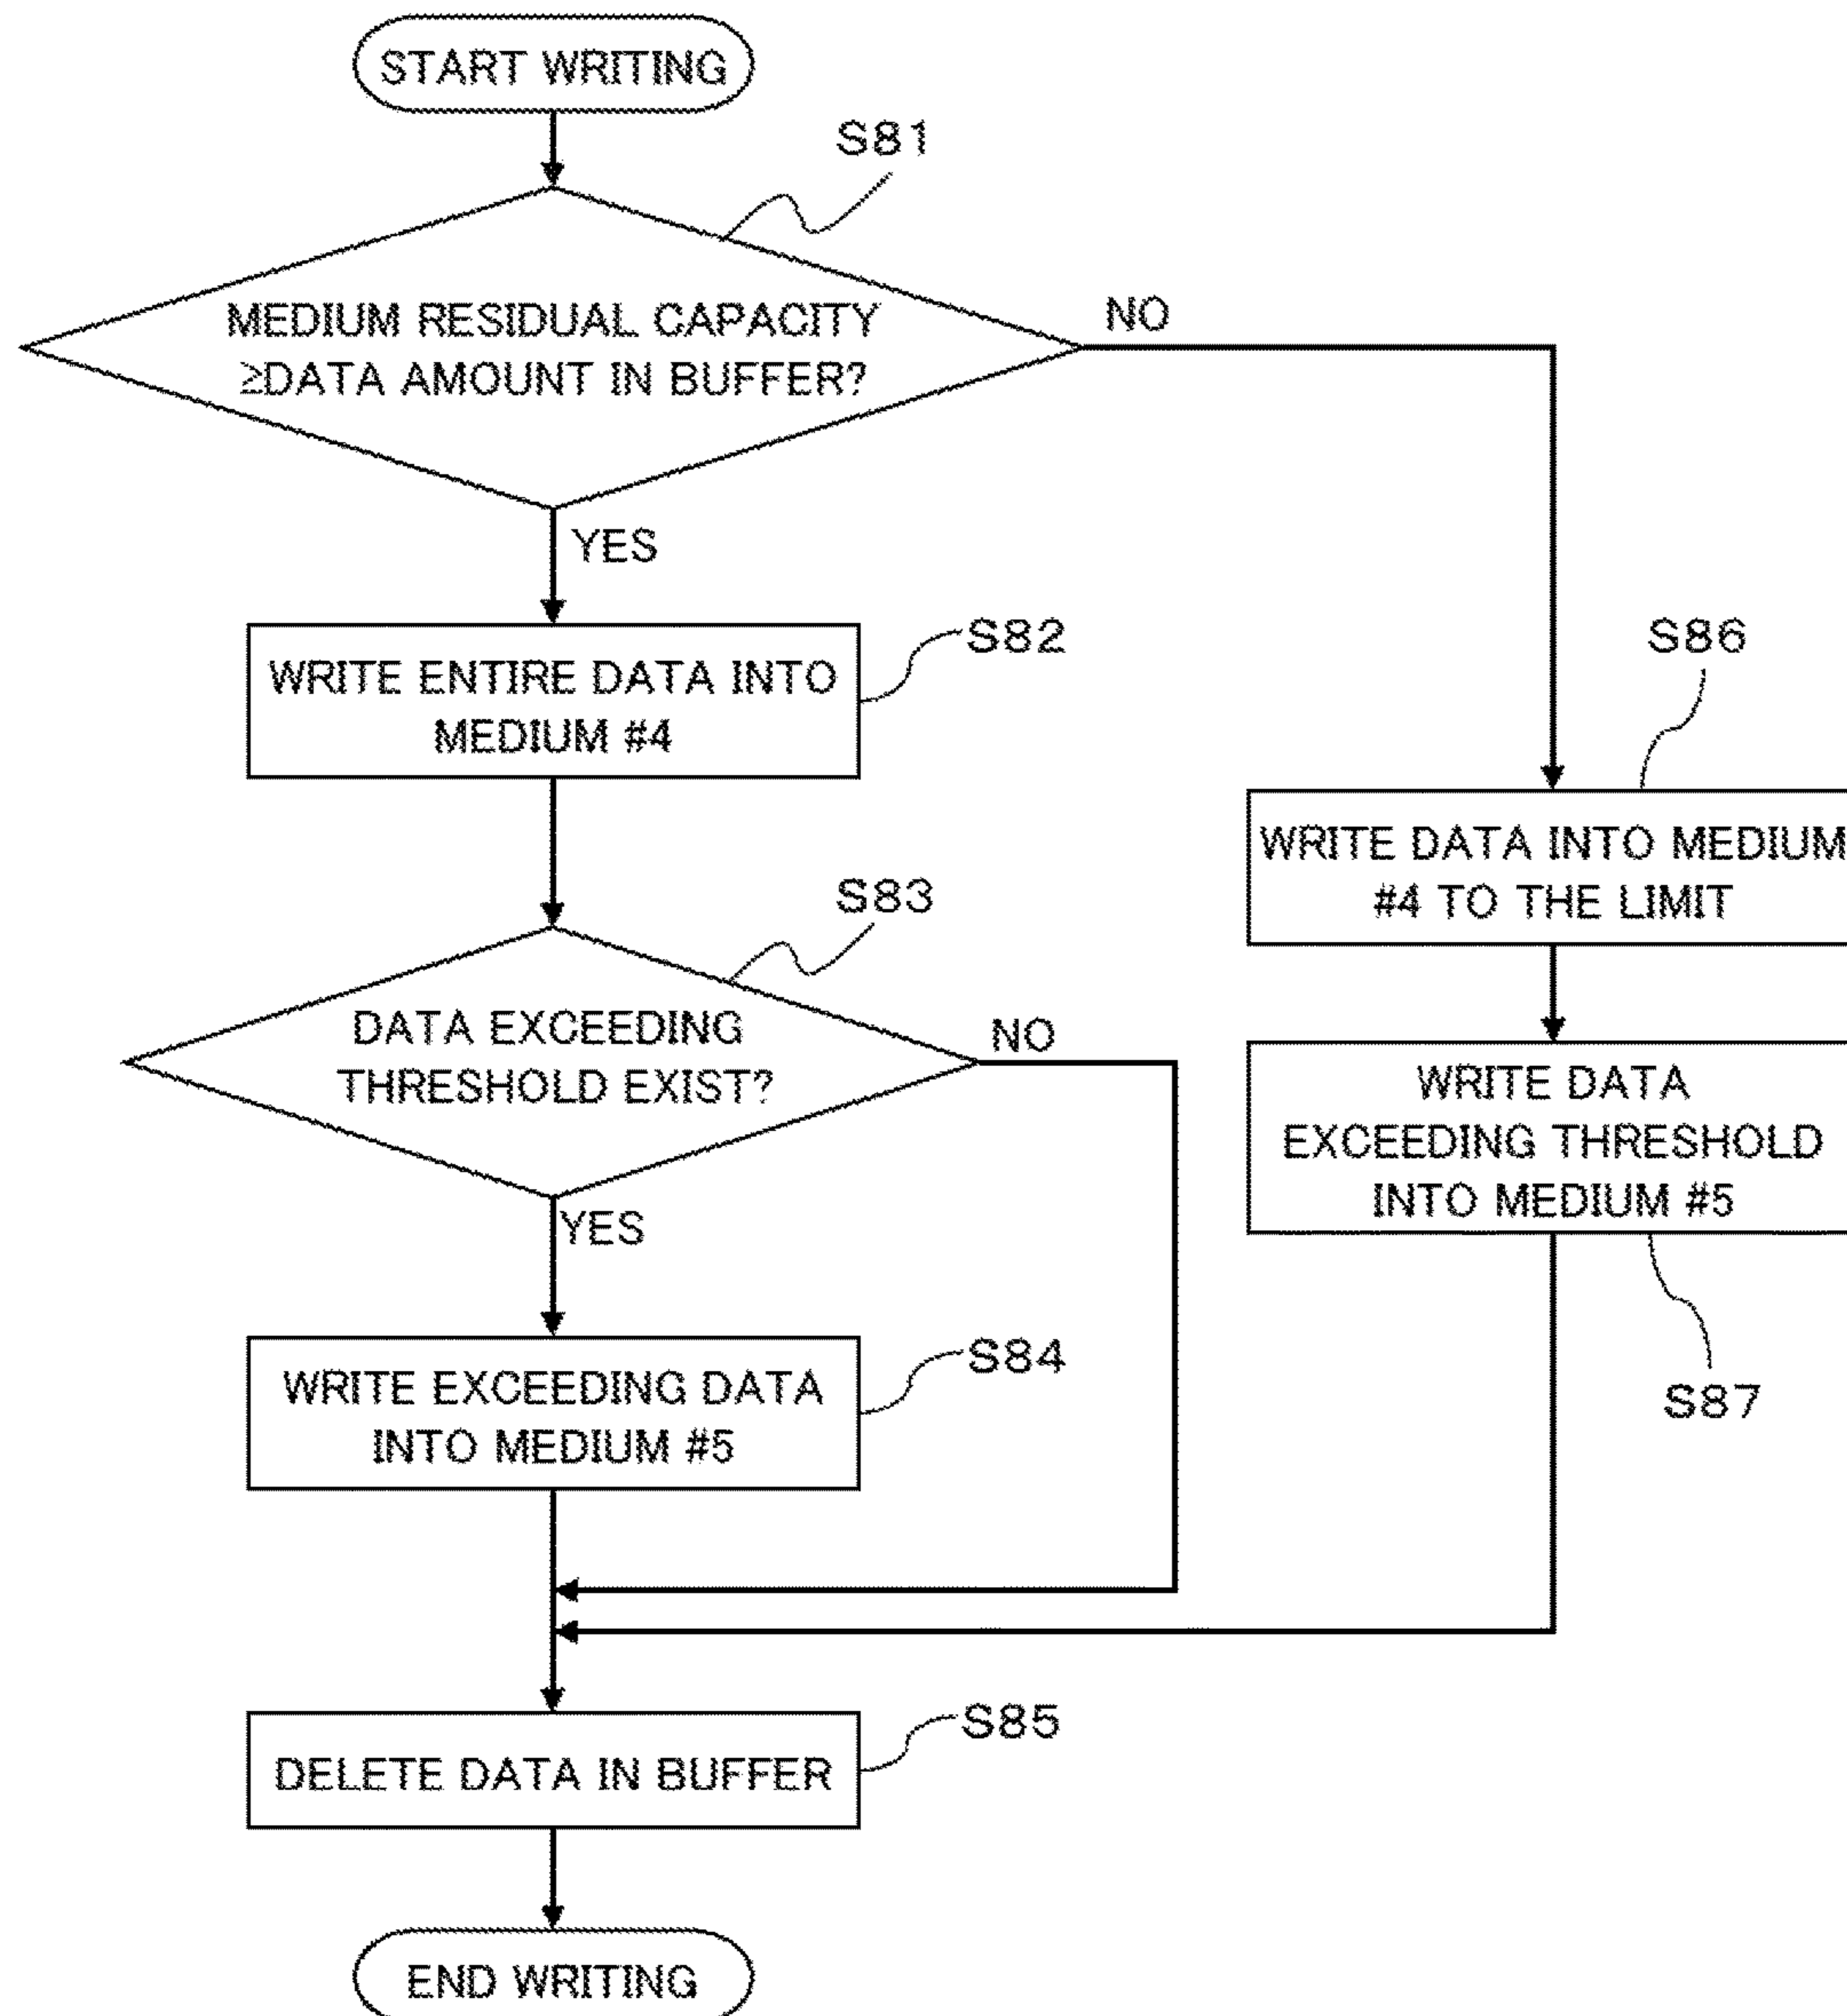 START WRITING
S81
MEDIUM RESIDUAL CAPACITY
≥DATA AMOUNT IN BUFFER?
NO
YES
S82
WRITE ENTIRE DATA INTO
MEDIUM #4
S86
WRITE DATA INTO MEDIUM
#4 TO THE LIMIT
S83
DATA EXCEEDING
THRESHOLD EXIST?
NO
YES
WRITE DATA
EXCEEDING THRESHOLD
INTO MEDIUM #5
S87
S84
WRITE EXCEEDING DATA
INTO MEDIUM #5
S85
DELETE DATA IN BUFFER
END WRITING